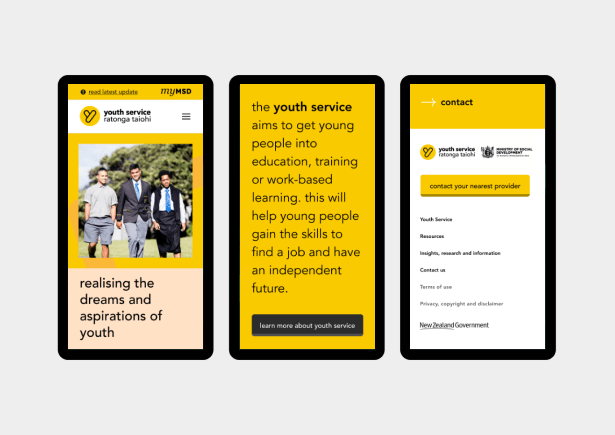 read latest update
myMSD
youth service
ratonga taiohi
realising the
dreams and
aspirations of
youth
the youth service
aims to get young
people into
education, training
or work-based
learning. this will
help young people
gain the skills to
find a job and have
an independent
future.
learn more about youth service
contact
youth service
ratonga taiohi
MINISTRY OF SOCIAL
DEVELOPMENT
contact your nearest provider
Youth Service
Resources
Insights, research and information
Contact us
Terms of use
Privacy, copyright and disclaimer
New Zealand Government